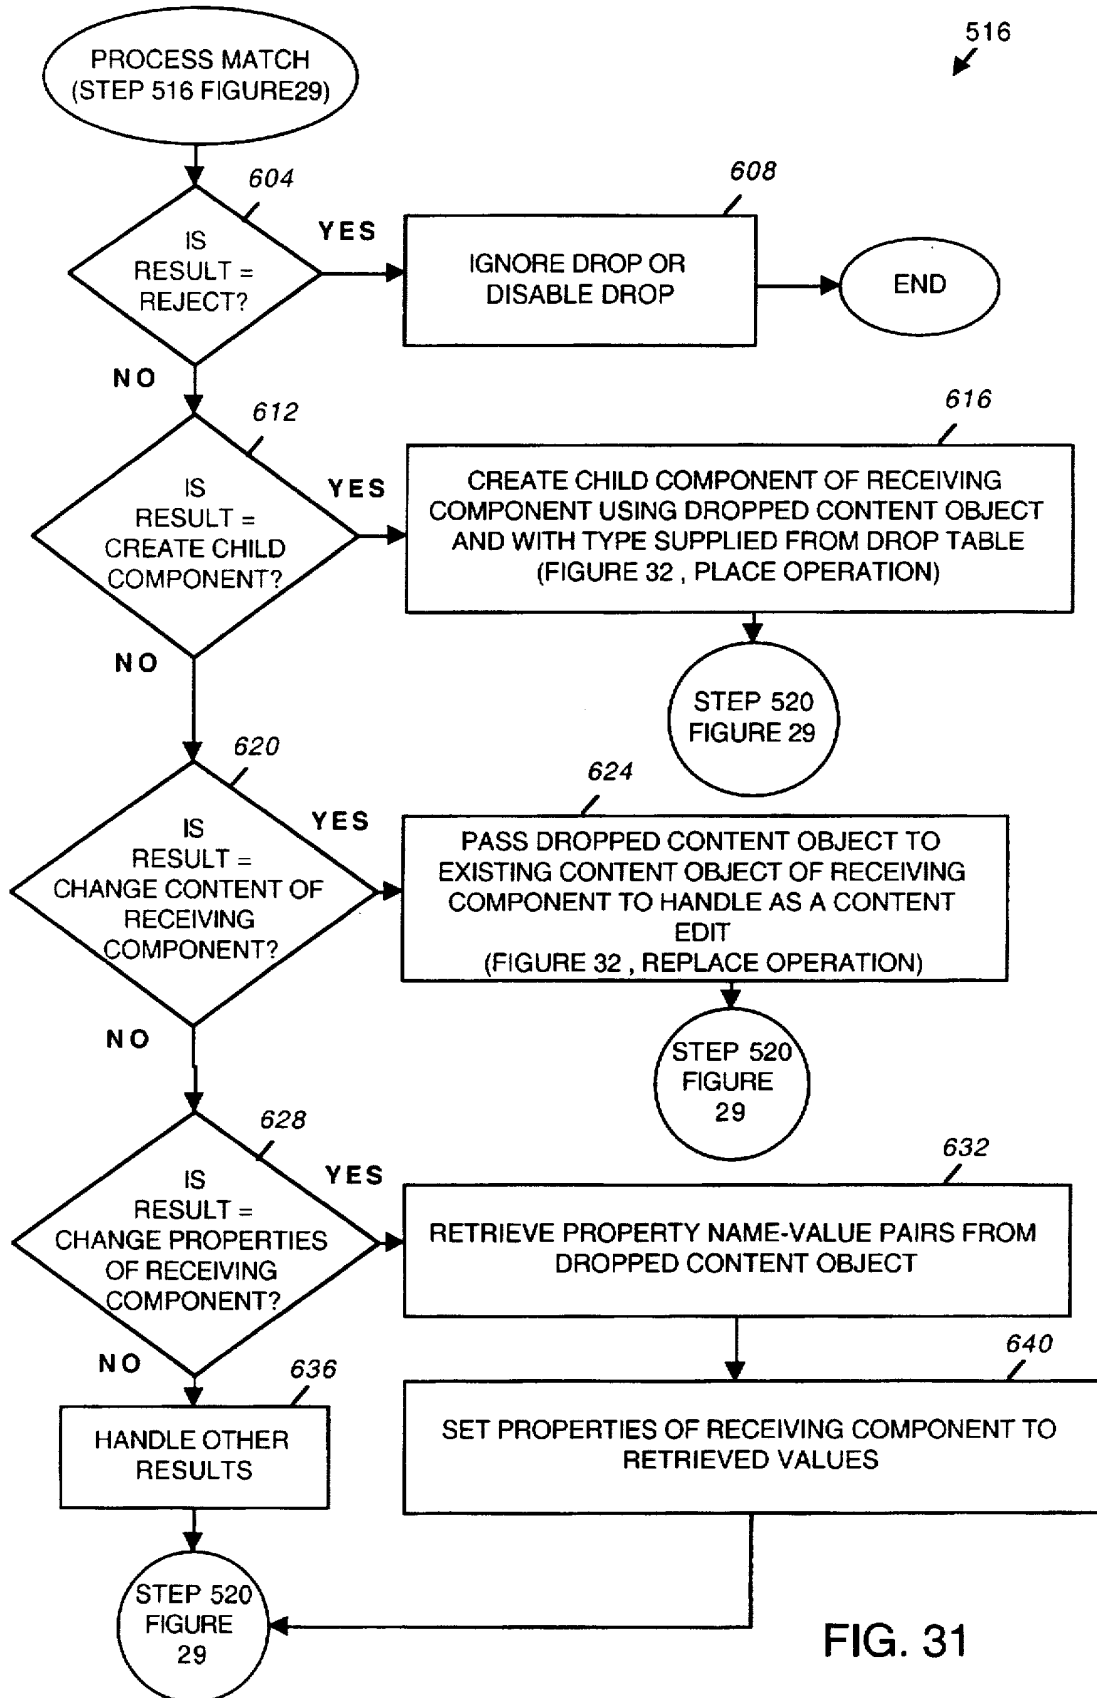 516
PROCESS MATCH
(STEP 516 FIGURE29)
604
IS
RESULT =
REJECT?
YES
608
IGNORE DROP OR
DISABLE DROP
END
NO
612
IS
RESULT =
CREATE CHILD
COMPONENT?
YES
616
CREATE CHILD COMPONENT OF RECEIVING
COMPONENT USING DROPPED CONTENT OBJECT
AND WITH TYPE SUPPLIED FROM DROP TABLE
(FIGURE 32 , PLACE OPERATION)
STEP 520
FIGURE 29
NO
620
IS
RESULT =
CHANGE CONTENT OF
RECEIVING
COMPONENT?
YES
624
PASS DROPPED CONTENT OBJECT TO
EXISTING CONTENT OBJECT OF RECEIVING
COMPONENT TO HANDLE AS A CONTENT
EDIT
(FIGURE 32 , REPLACE OPERATION)
STEP 520
FIGURE
29
NO
628
IS
RESULT =
CHANGE PROPERTIES
OF RECEIVING
COMPONENT?
YES
632
RETRIEVE PROPERTY NAME-VALUE PAIRS FROM
DROPPED CONTENT OBJECT
640
SET PROPERTIES OF RECEIVING COMPONENT TO
RETRIEVED VALUES
NO
636
HANDLE OTHER
RESULTS
STEP 520
FIGURE
29
FIG. 31